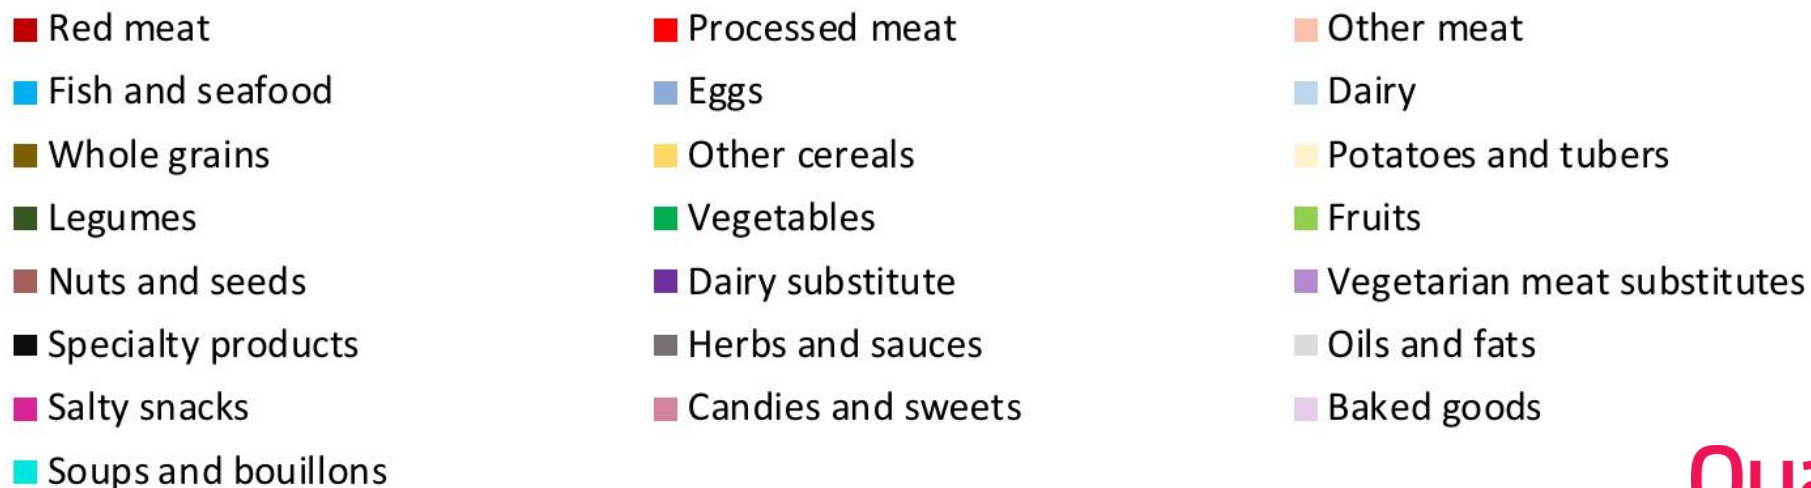 Red meat Processed meat Other meat
Fish and seafood Eggs Dairy
Whole grains Other cereals Potatoes and tubers
Legumes Vegetables Fruits
Nuts and seeds Dairy substitute Vegetarian meat substitutes
Specialty products Herbs and sauces Oils and fats
Salty snacks Candies and sweets Baked goods
Soups and bouillons